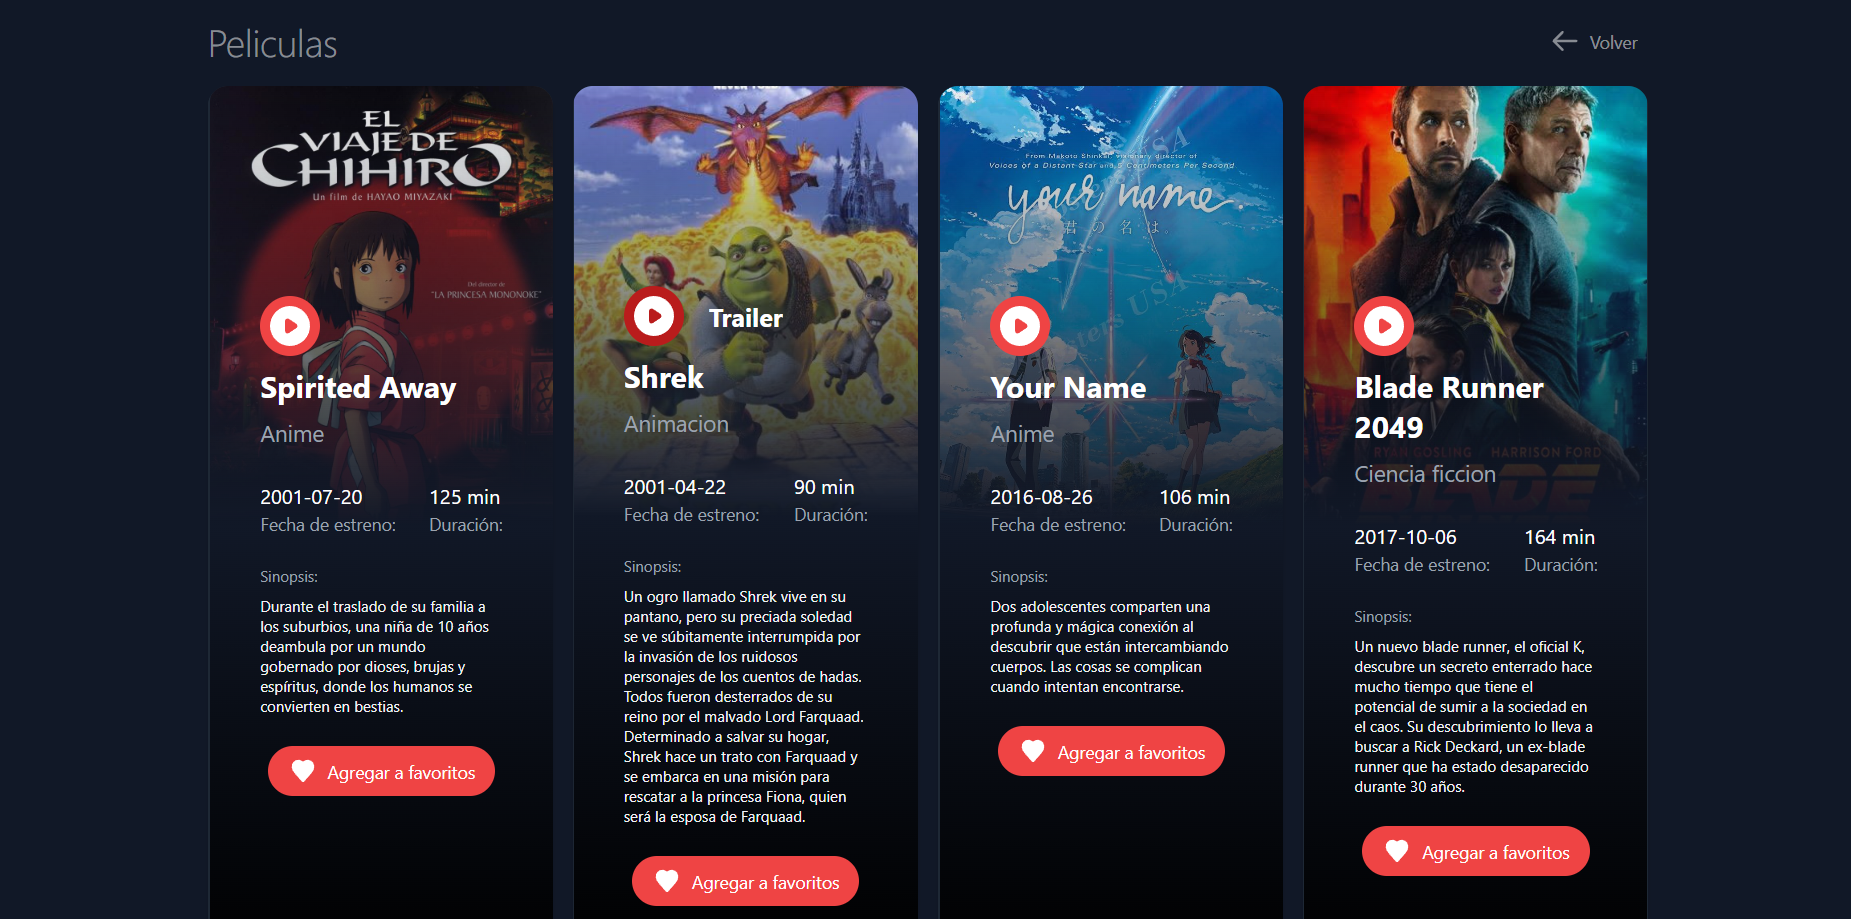 Peliculas
Volver
EL
VIAJE DE
CHIHIRO
Un film de HAYAO MIYAZAKI
Del director de
"LA PRINCESA MONONOKE"
Spirited Away
Anime
2001-07-20
125 min
Fecha de estreno:
Duración:
Sinopsis:
Durante el traslado de su familia a
los suburbios, una niña de 10 años
deambula por un mundo
gobernado por dioses, brujas y
espíritus, donde los humanos se
convierten en bestias.
Agregar a favoritos
Trailer
Shrek
Animacion
2001-04-22
90 min
Fecha de estreno:
Duración:
Sinopsis:
Un ogro llamado Shrek vive en su
pantano, pero su preciada soledad
se ve súbitamente interrumpida por
la invasión de los ruidosos
personajes de los cuentos de hadas.
Todos fueron desterrados de su
reino por el malvado Lord Farquaad.
Determinado a salvar su hogar,
Shrek hace un trato con Farquaad y
se embarca en una misión para
rescatar a la princesa Fiona, quien
será la esposa de Farquaad.
Agregar a favoritos
From Makoto Shinkai, visionary director of
Voices of a Distant Star and 5 Centimeters Per Second
your name.
君の名は
USA
USA
Your Name
Anime
2016-08-26
106 min
Fecha de estreno:
Duración:
Sinopsis:
Dos adolescentes comparten una
profunda y mágica conexión al
descubrir que están intercambiando
cuerpos. Las cosas se complican
cuando intentan encontrarse.
Agregar a favoritos
Blade Runner
2049
RYAN GOSLING HARRISON FORD
Ciencia ficcion
BLADE
2017-10-06
164 min
Fecha de estreno:
Duración:
Sinopsis:
Un nuevo blade runner, el oficial K,
descubre un secreto enterrado hace
mucho tiempo que tiene el
potencial de sumir a la sociedad en
el caos. Su descubrimiento lo lleva a
buscar a Rick Deckard, un ex-blade
runner que ha estado desaparecido
durante 30 años.
Agregar a favoritos